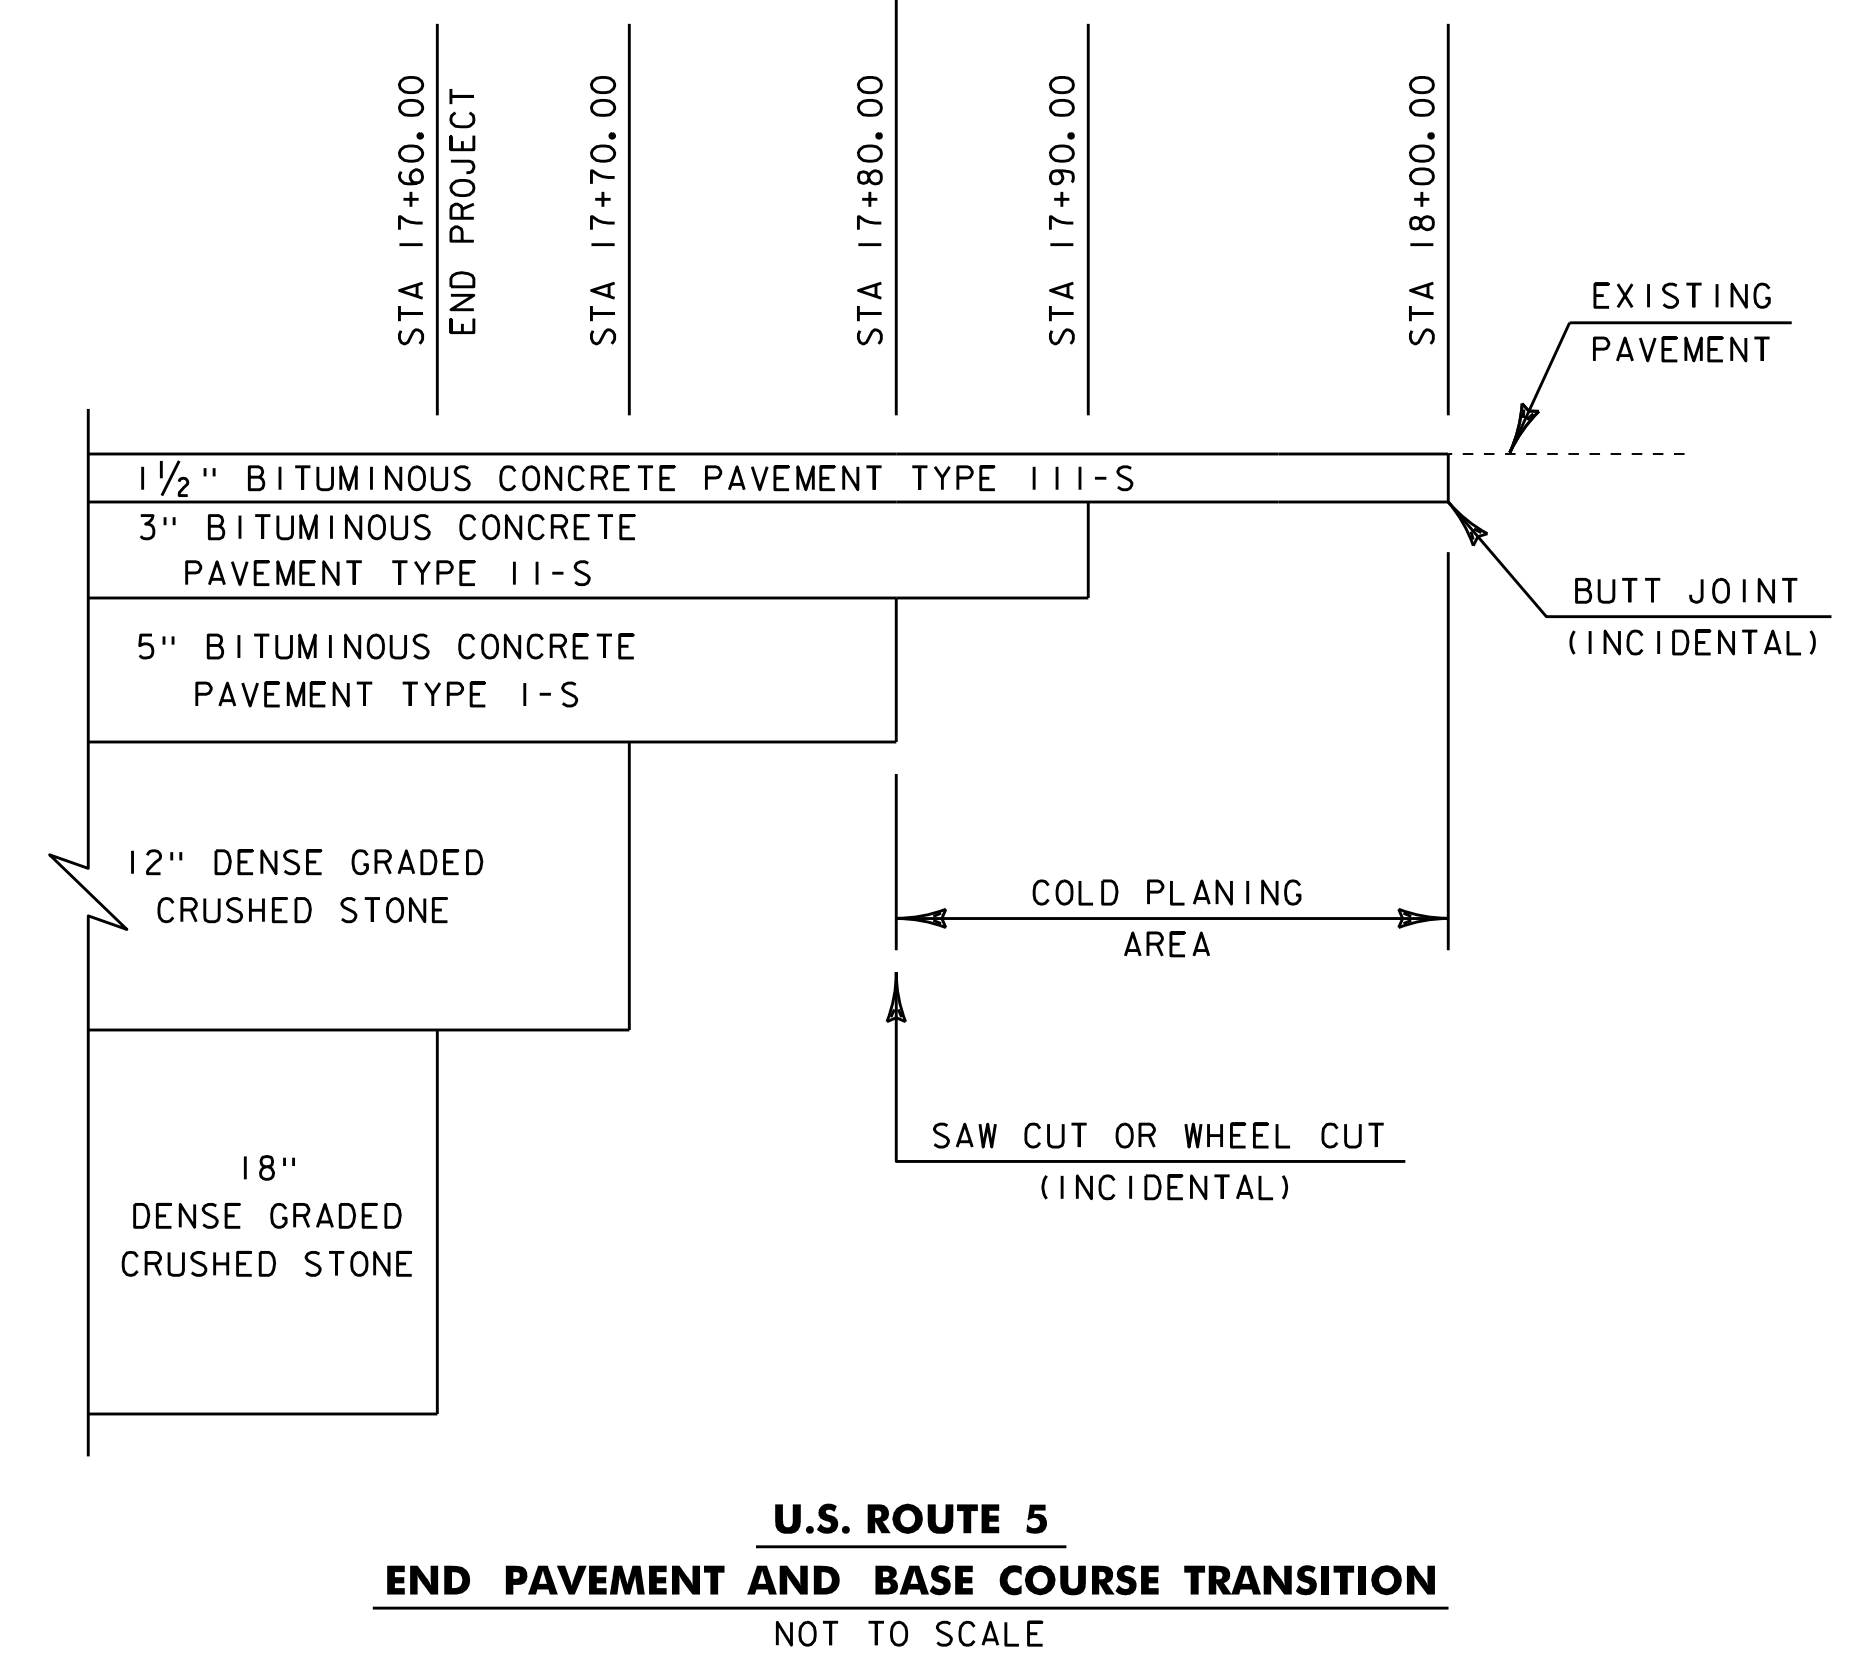 STA 17+60.00
END PROJECT
STA 17+70.00
STA 17+80.00
STA 17+90.00
STA 18+00.00
EXISTING
PAVEMENT
1½" BITUMINOUS CONCRETE PAVEMENT TYPE III-S
3" BITUMINOUS CONCRETE
PAVEMENT TYPE II-S
BUTT JOINT
(INCIDENTAL)
5" BITUMINOUS CONCRETE
PAVEMENT TYPE I-S
12" DENSE GRADED
CRUSHED STONE
COLD PLANING
AREA
SAW CUT OR WHEEL CUT
(INCIDENTAL)
18"
DENSE GRADED
CRUSHED STONE
U.S. ROUTE 5
END PAVEMENT AND BASE COURSE TRANSITION
NOT TO SCALE